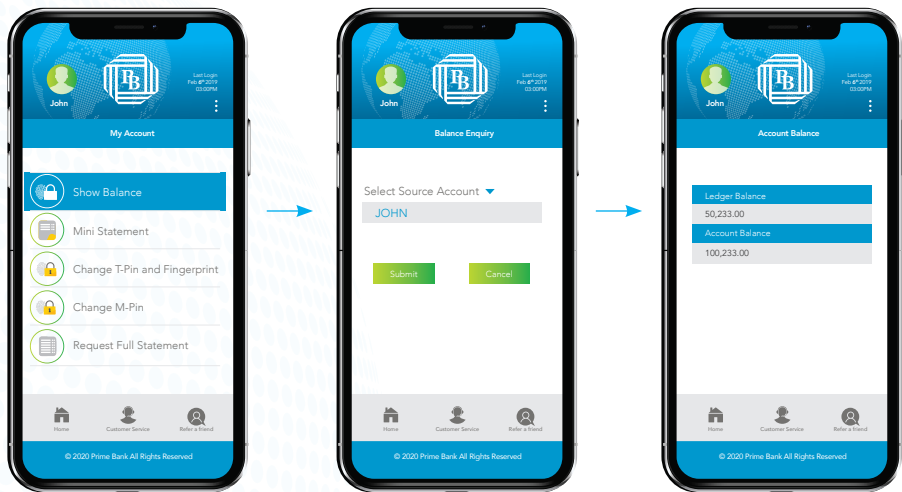 PB
John
Last Login
Feb 6th 2019
03:00PM
My Account
Show Balance
Mini Statement
Change T-Pin and Fingerprint
Change M-Pin
Request Full Statement
Home
Customer Service
Refer a friend
© 2020 Prime Bank All Rights Reserved
PB
John
Last Login
Feb 6th 2019
03:00PM
Balance Enquiry
Select Source Account
JOHN
Submit
Cancel
Home
Customer Service
Refer a friend
© 2020 Prime Bank All Rights Reserved
PB
John
Last Login
Feb 6th 2019
03:00PM
Account Balance
Ledger Balance
50,233.00
Account Balance
100,233.00
Home
Customer Service
Refer a friend
© 2020 Prime Bank All Rights Reserved